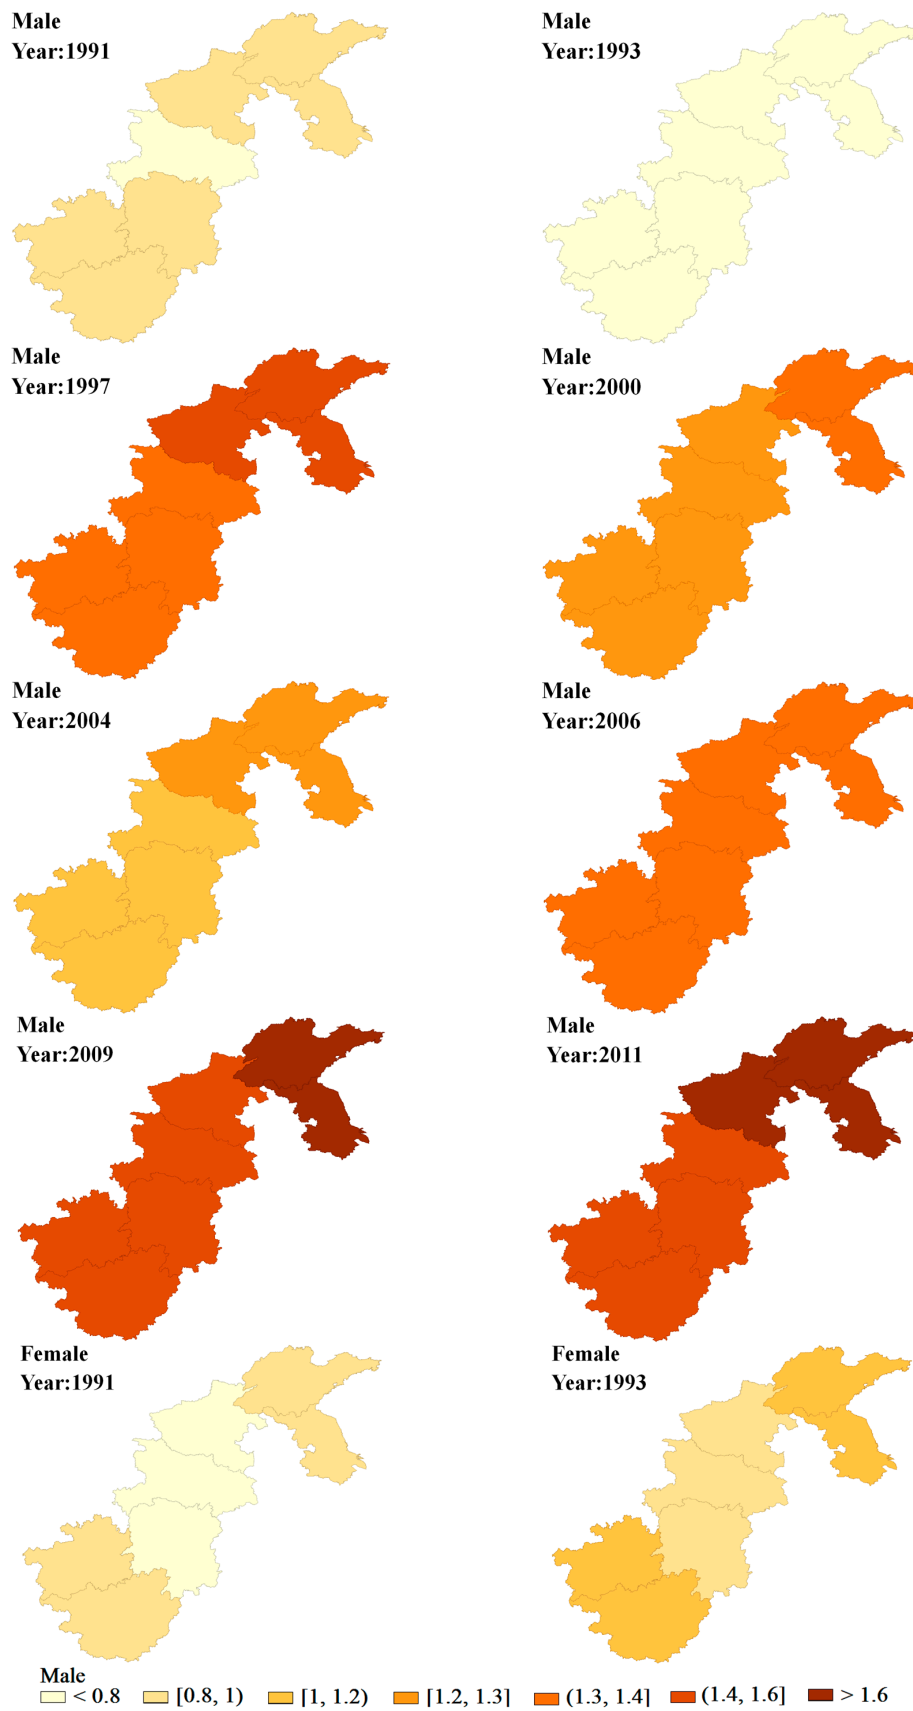 Male
Year:1991
Male
Year:1993
Male
Year:1997
Male
Year:2000
Male
Year:2004
Male
Year:2006
Male
Year:2009
Male
Year:2011
Female
Year:1991
Female
Year:1993
Male
< 0.8 [0.8, 1) [1, 1.2) [1.2, 1.3] (1.3, 1.4] (1.4, 1.6] > 1.6